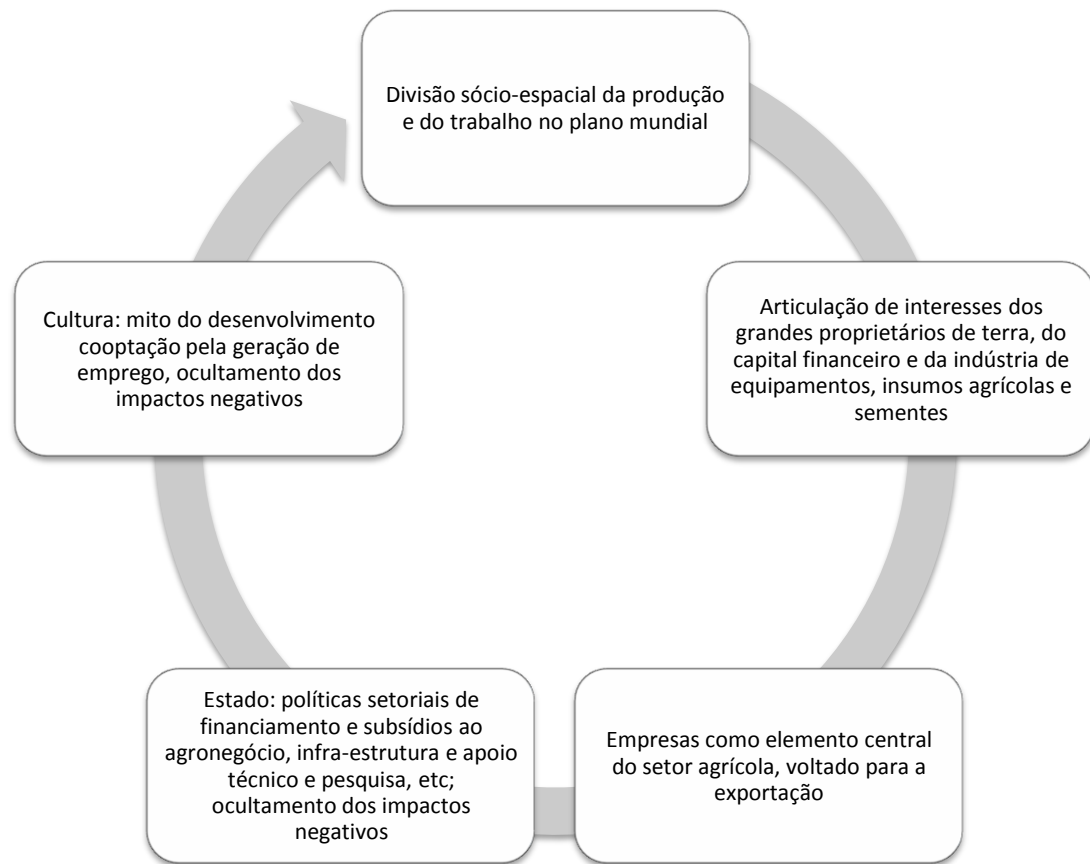 Divisão sócio-espacial da produção
e do trabalho no plano mundial
Articulação de interesses dos
grandes proprietários de terra, do
capital financeiro e da indústria de
equipamentos, insumos agrícolas e
sementes
Empresas como elemento central
do setor agrícola, voltado para a
exportação
Estado: políticas setoriais de
financiamento e subsídios ao
agronegócio, infra-estrutura e apoio
técnico e pesquisa, etc;
ocultamento dos impactos
negativos
Cultura: mito do desenvolvimento
cooptação pela geração de
emprego, ocultamento dos
impactos negativos